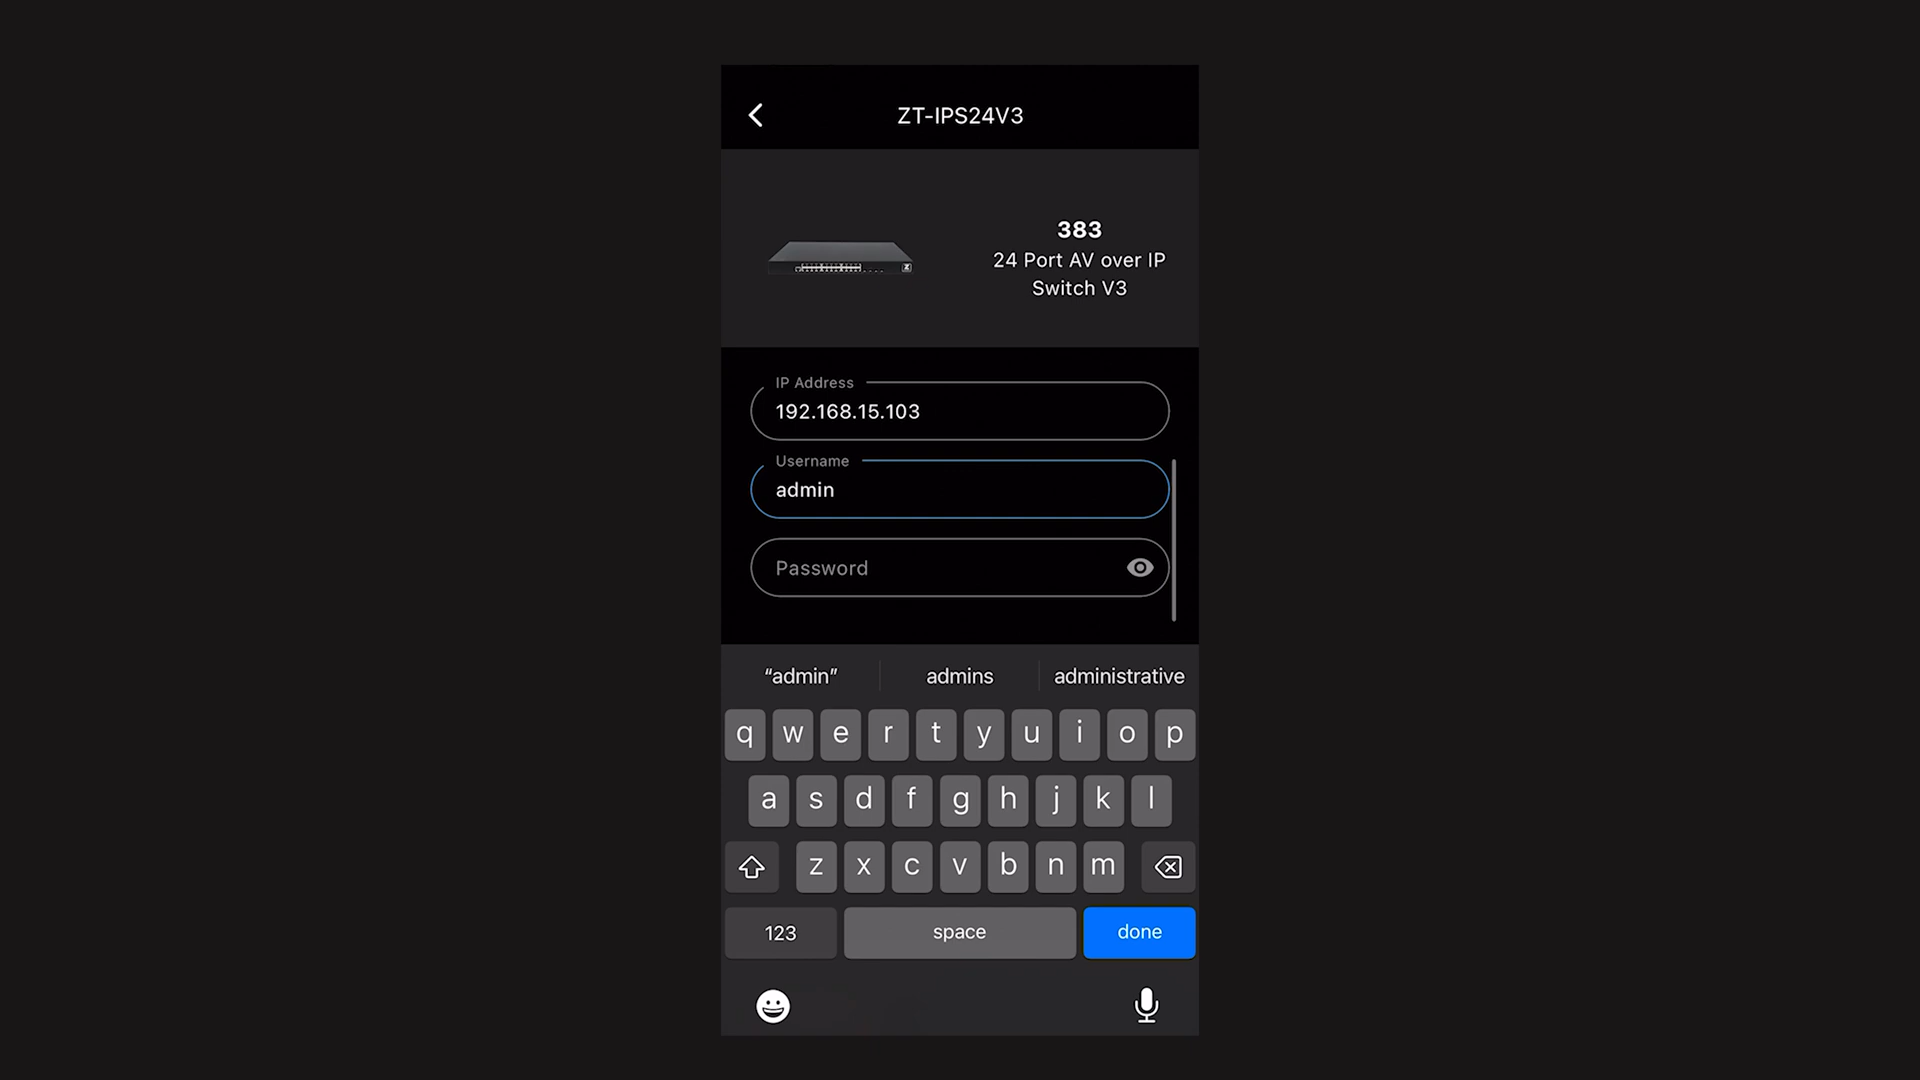 ZT-IPS24V3
383
24 Port AV over IP
Switch V3
IP Address
192.168.15.103
Username
admin
Password
“admin” admins administrative
q w e r t y u i o p
a s d f g h j k l
z x c v b n m
123 space done